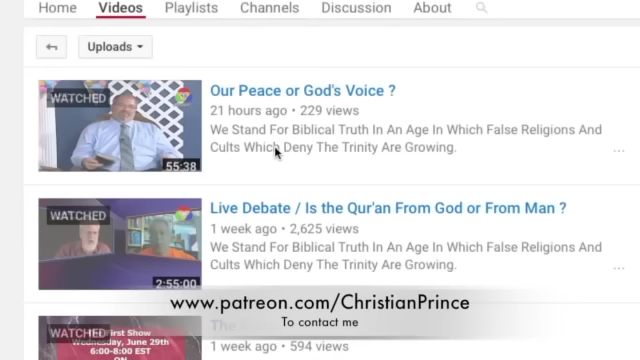 Home Videos Playlists Channels Discussion About
Uploads
WATCHED
Our Peace or God's Voice ?
21 hours ago • 229 views
We Stand For Biblical Truth In An Age In Which False Religions And
Cults Which Deny The Trinity Are Growing.
...
55:38
WATCHED
Live Debate / Is the Qur'an From God or From Man ?
1 week ago • 2,625 views
We Stand For Biblical Truth In An Age In Which False Religions And
Cults Which Deny The Trinity Are Growing.
...
2:55:00
www.patreon.com/ChristianPrince
To contact me
WATCHED First Show
Wednesday, June 29th
6:00-8:00 EST
ON
The
1 week ago • 594 views